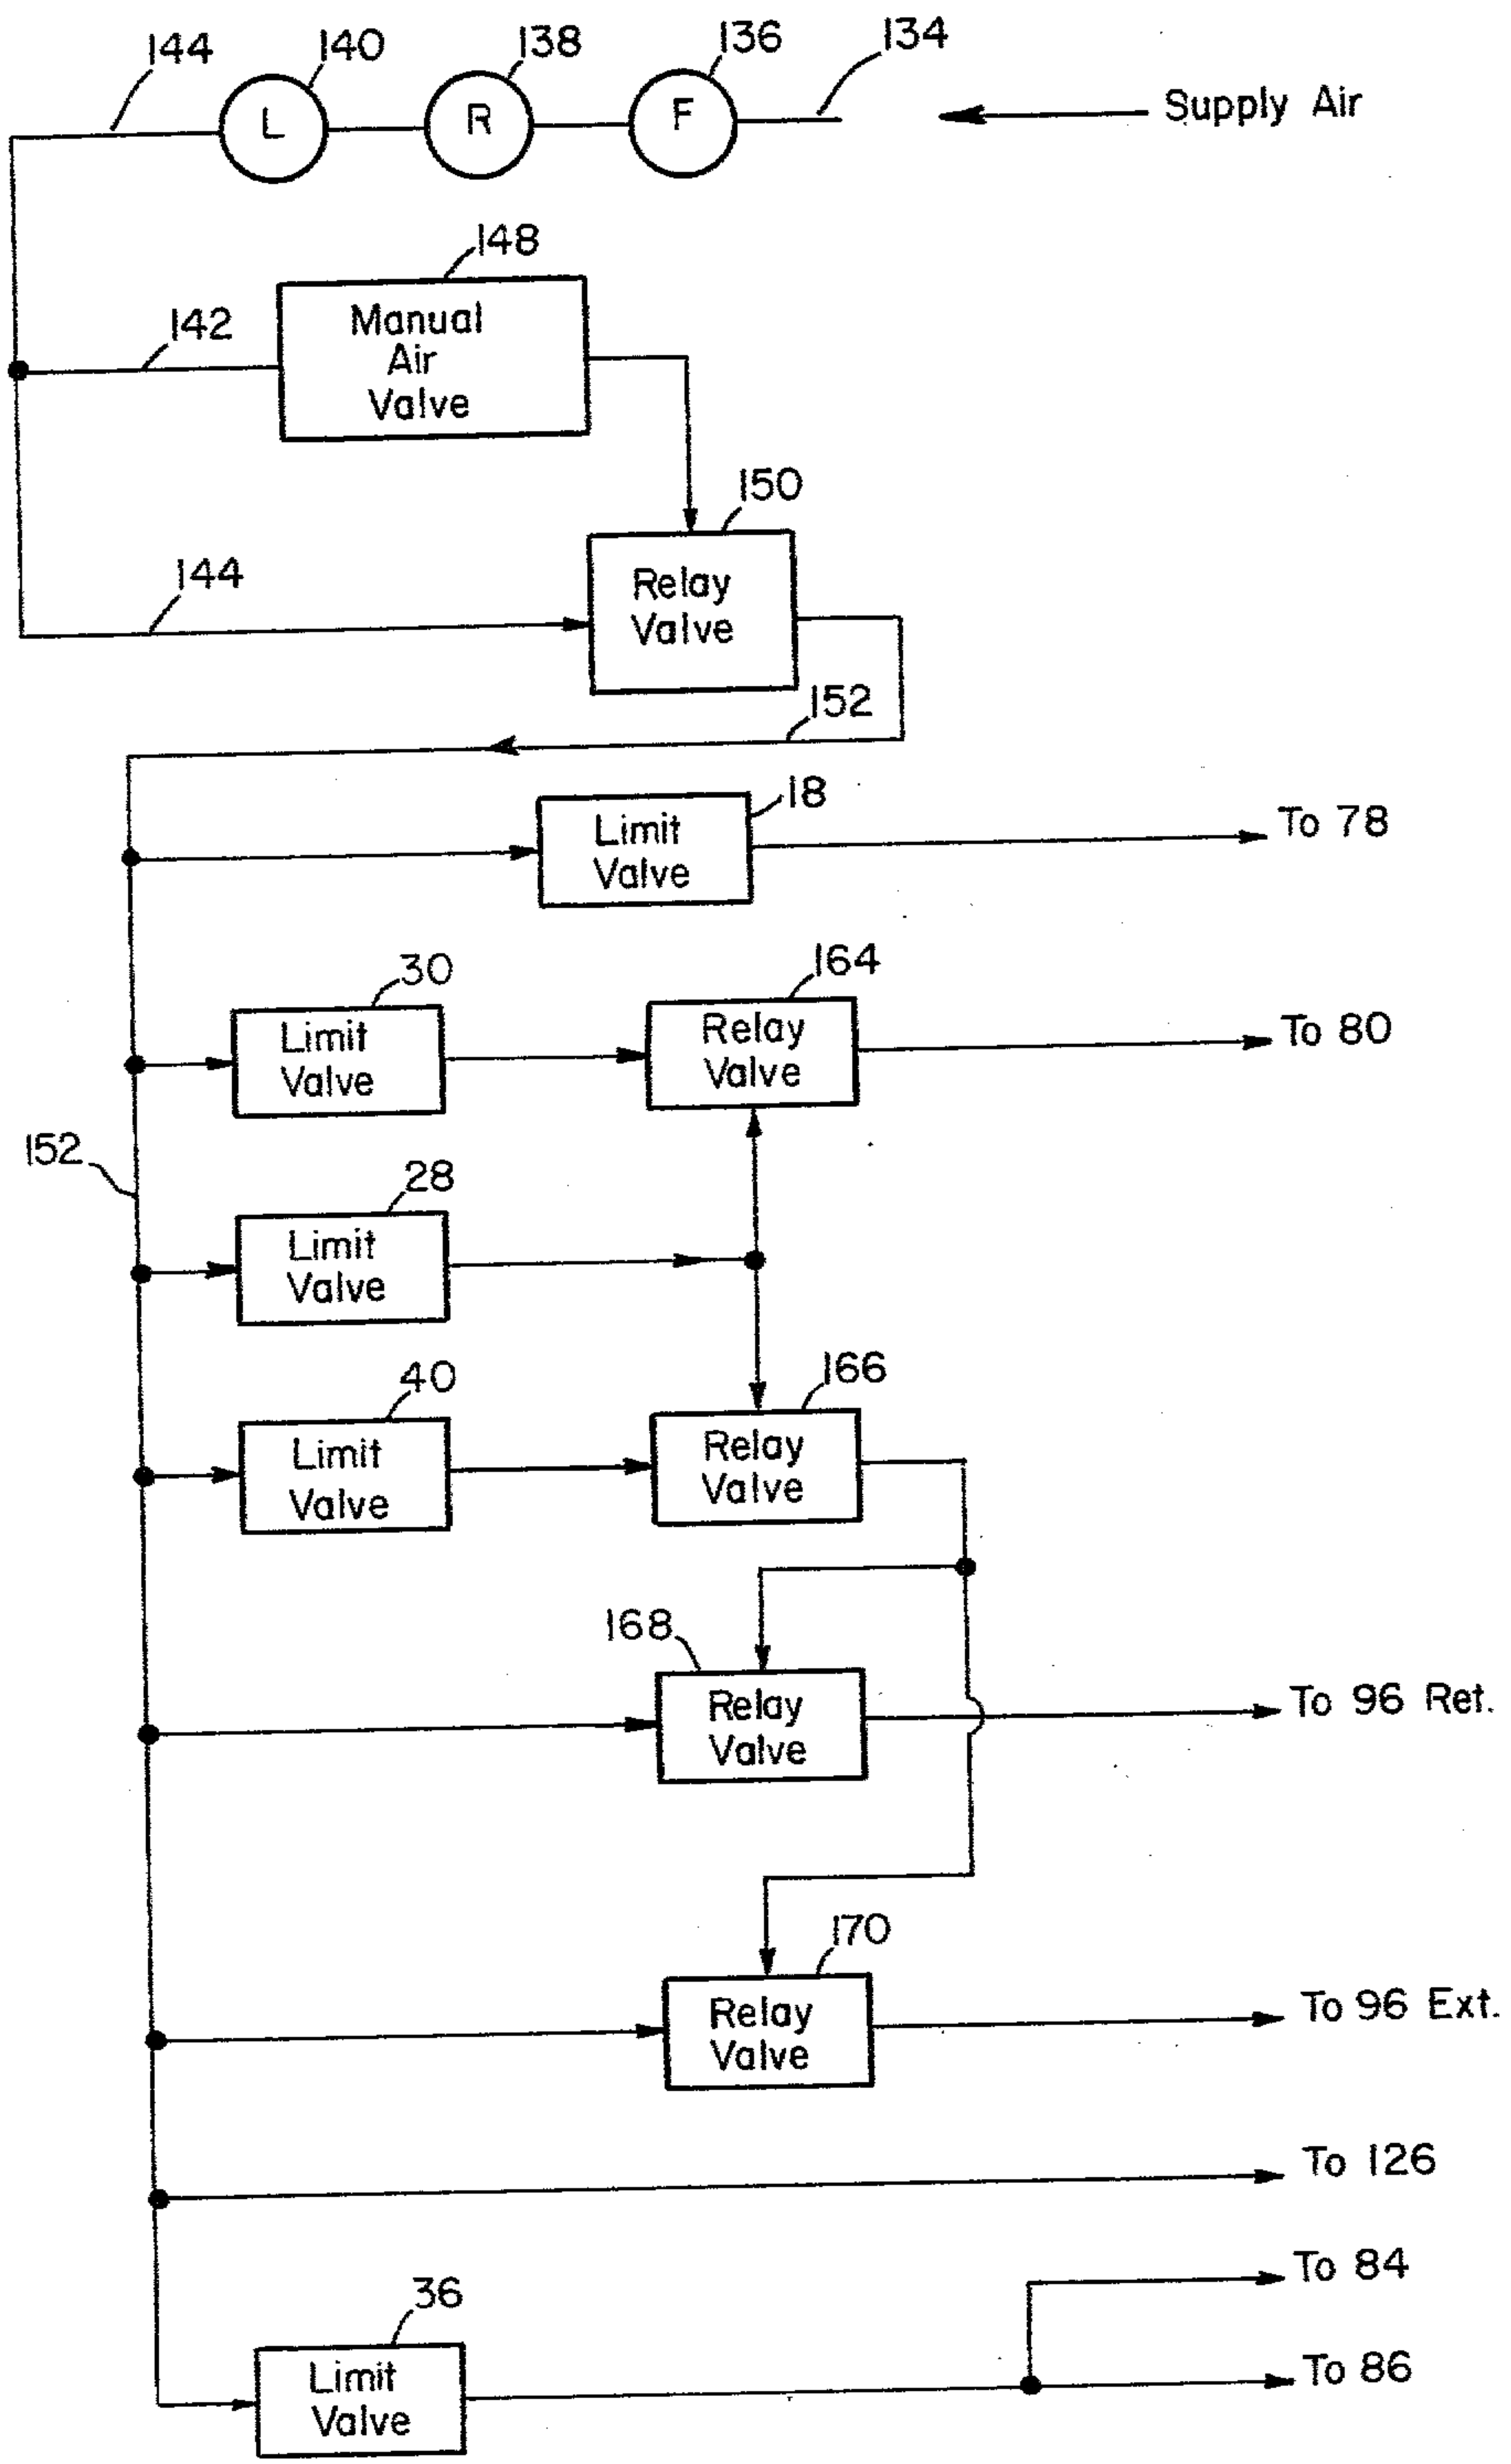 144
140
138
136
134
L
R
F
Supply Air
148
142
Manual
Air
Valve
150
144
Relay
Valve
152
18
Limit
Valve
To 78
30
164
Limit
Valve
Relay
Valve
To 80
152
28
Limit
Valve
40
166
Limit
Valve
Relay
Valve
168
Relay
Valve
To 96 Ret.
170
Relay
Valve
To 96 Ext.
To 126
To 84
36
Limit
Valve
To 86